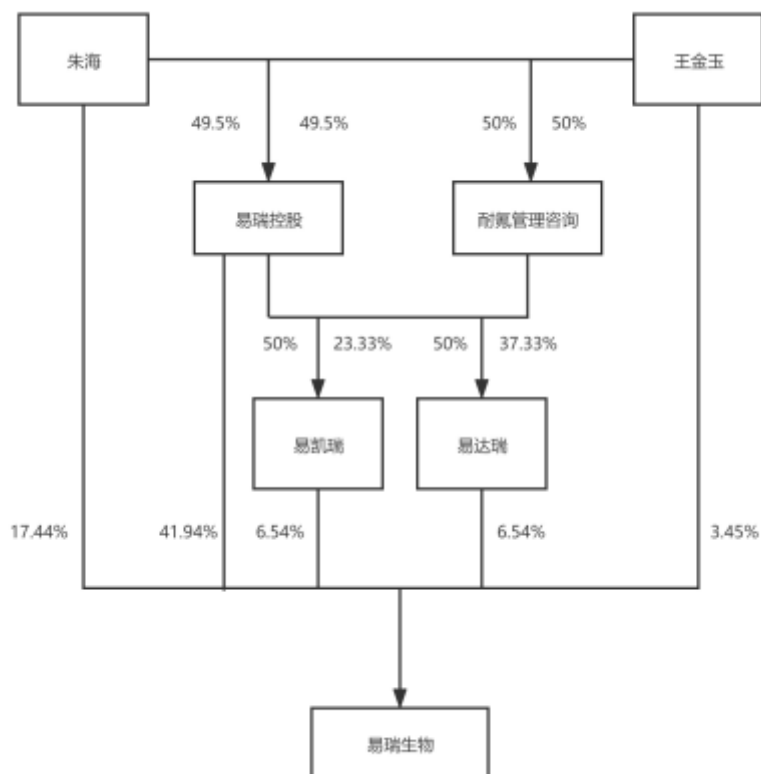 朱海
王金玉
49.5%
49.5%
50%
50%
易瑞控股
耐氪管理咨询
50%
23.33%
50%
37.33%
易凯瑞
易达瑞
17.44%
41.94%
6.54%
6.54%
3.45%
易瑞生物